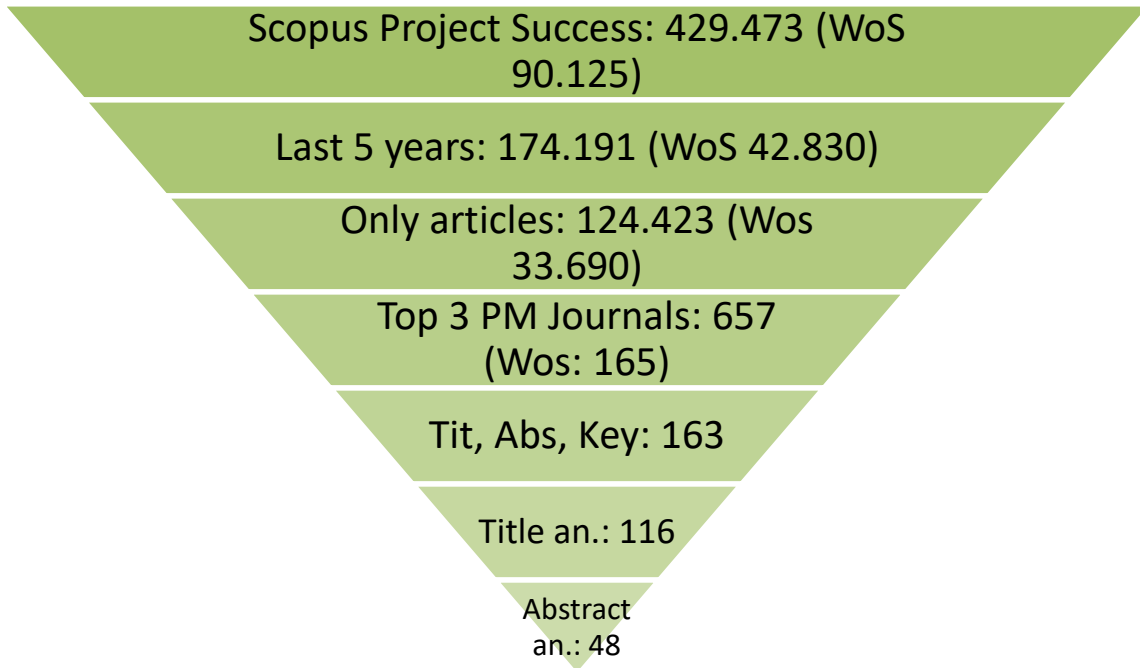 Scopus Project Success: 429.473 (WoS
90.125)
Last 5 years: 174.191 (WoS 42.830)
Only articles: 124.423 (Wos
33.690)
Top 3 PM Journals: 657
(Wos: 165)
Tit, Abs, Key: 163
Title an.: 116
Abstract
an.: 48